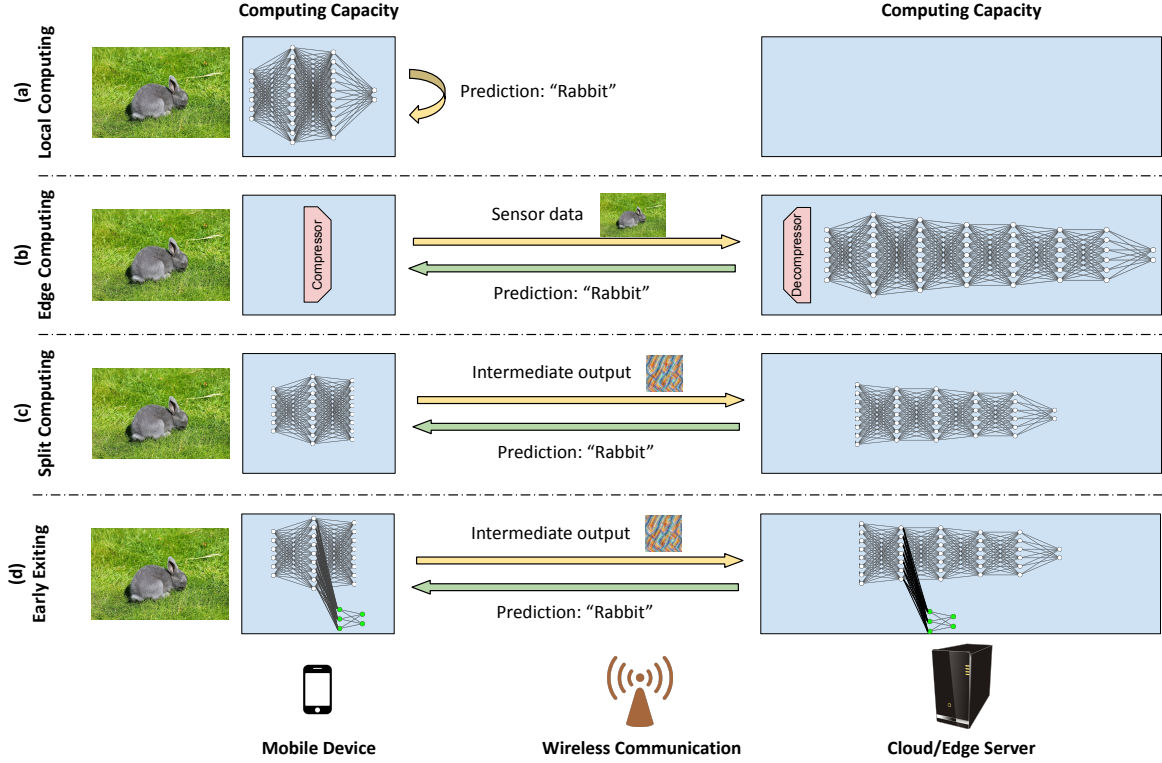 Computing Capacity
Computing Capacity
(a)
Local Computing
Prediction: “Rabbit”
(b)
Edge Computing
Compressor
Sensor data
Prediction: “Rabbit”
Decompressor
(c)
Split Computing
Intermediate output
Prediction: “Rabbit”
(d)
Early Exiting
Intermediate output
Prediction: “Rabbit”
Mobile Device
Wireless Communication
Cloud/Edge Server